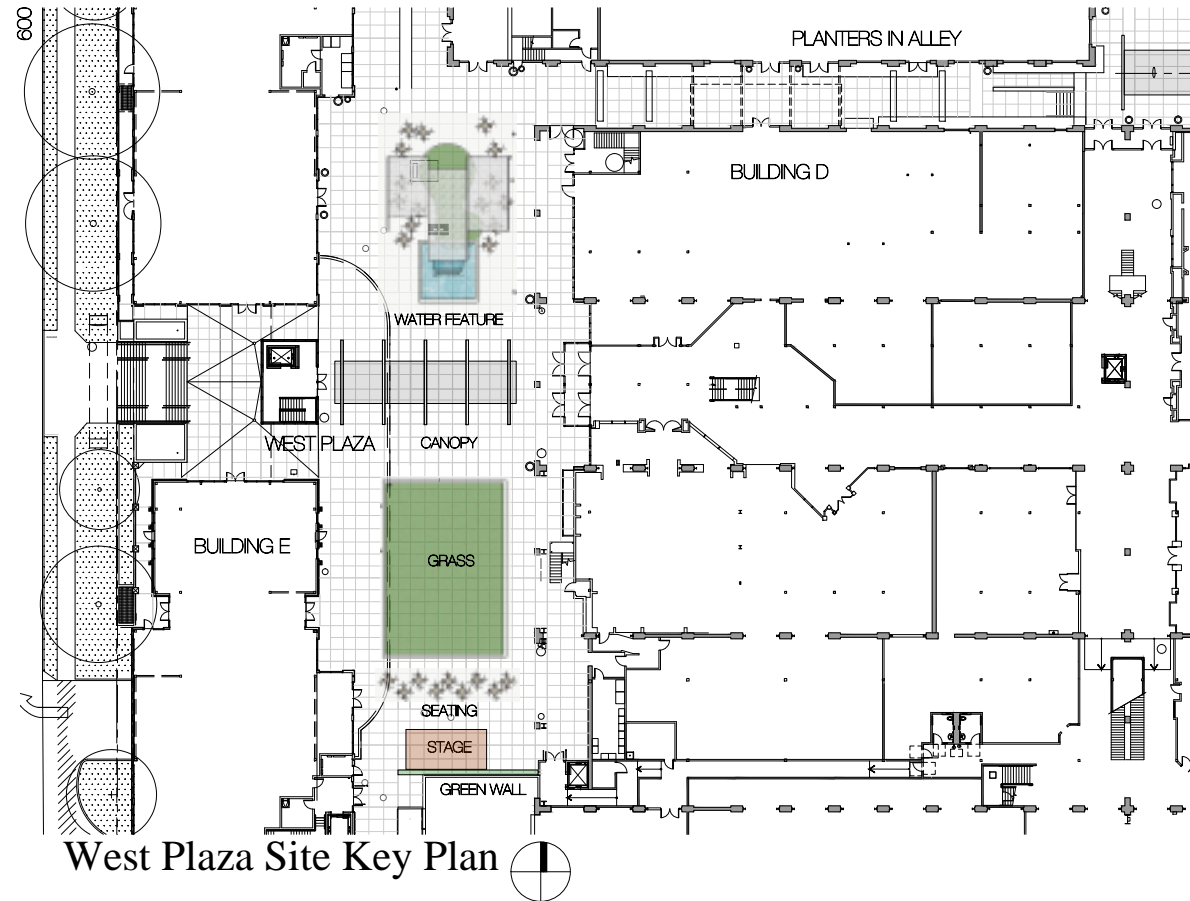 600
PLANTERS IN ALLEY
BUILDING D
WATER FEATURE
WEST PLAZA
CANOPY
BUILDING E
GRASS
SEATING
STAGE
GREEN WALL
West Plaza Site Key Plan